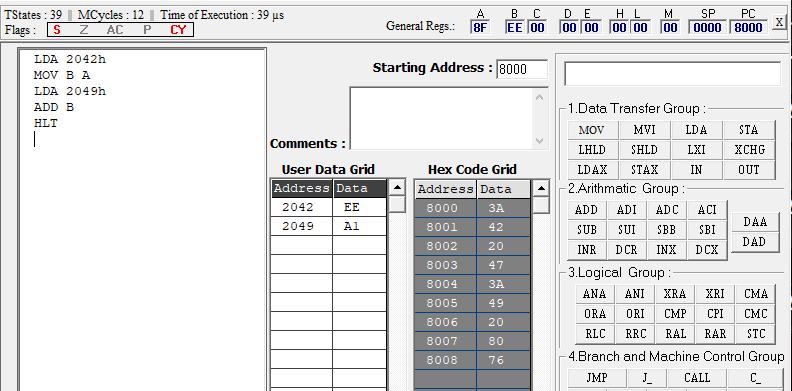 TStates : 39 || MCycles : 12 || Time of Execution : 39 µs
Flags : S Z AC P CY
General Regs.: A B C D E H L M SP PC
8F EE 00 00 00 00 00 00 0000 8000 X
LDA 2042h
MOV B A
LDA 2049h
ADD B
HLT
Starting Address : 8000
Comments :
User Data Grid
Address Data
2042 EE
2049 A1
Hex Code Grid
Address Data
8000 3A
8001 42
8002 20
8003 47
8004 3A
8005 49
8006 20
8007 80
8008 76
1.Data Transfer Group :
MOV MVI LDA STA
LHLD SHLD LXI XCHG
LDAX STAX IN OUT
2.Arithmatic Group :
ADD ADI ADC ACI
SUB SUI SBB SBI
INR DCR INX DCX
DAA
DAD
3.Logical Group :
ANA ANI XRA XRI CMA
ORA ORI CMP CPI CMC
RLC RRC RAL RAR STC
4.Branch and Machine Control Group
JMP J_ CALL C_